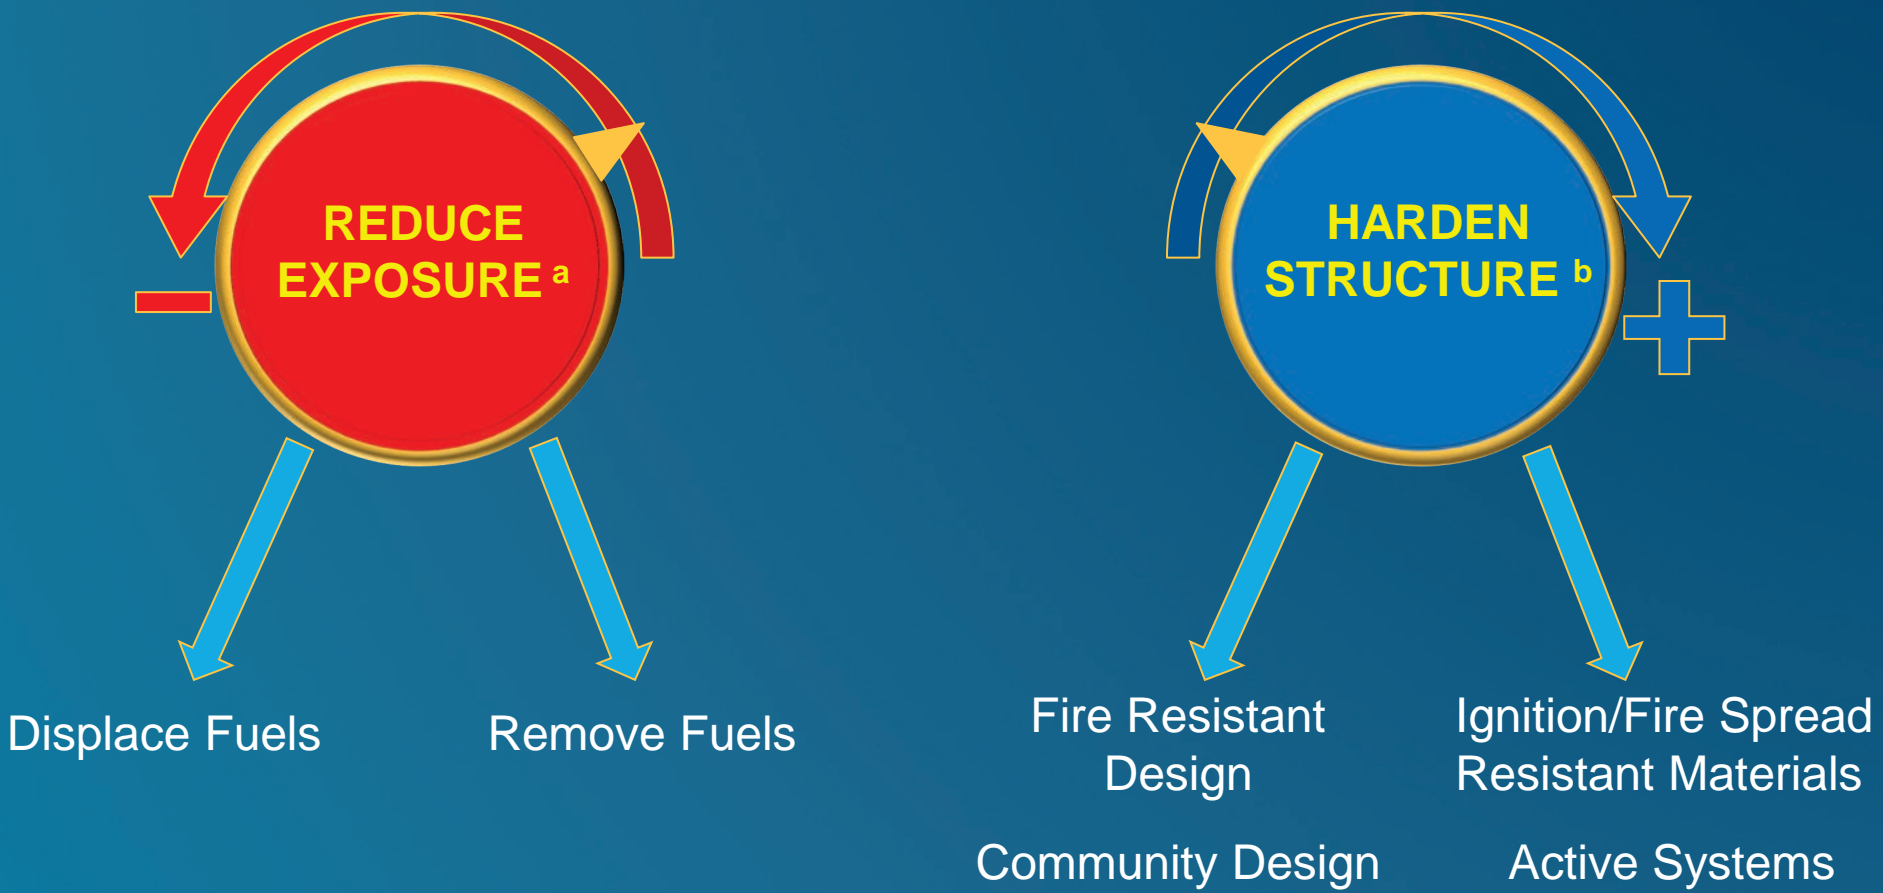 REDUCE
EXPOSURE a
HARDEN
STRUCTURE b
Displace Fuels
Remove Fuels
Fire Resistant
Design
Ignition/Fire Spread
Resistant Materials
Community Design
Active Systems